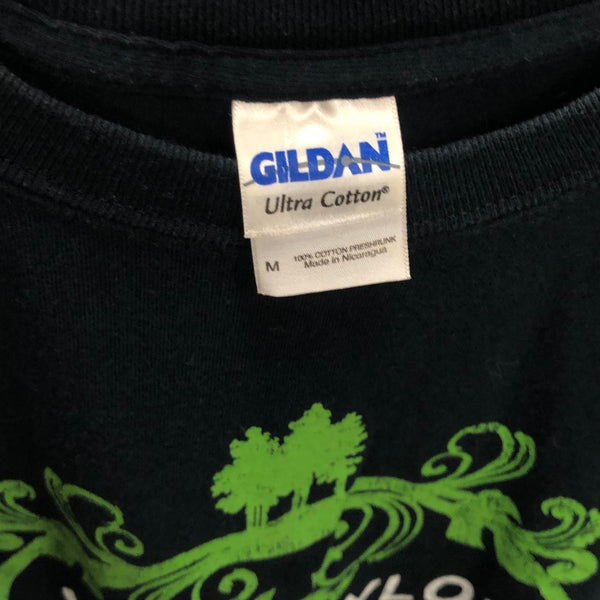 GILDAN™
Ultra Cotton®
M 100% COTTON PRESHRUNK
Made in Nicaragua